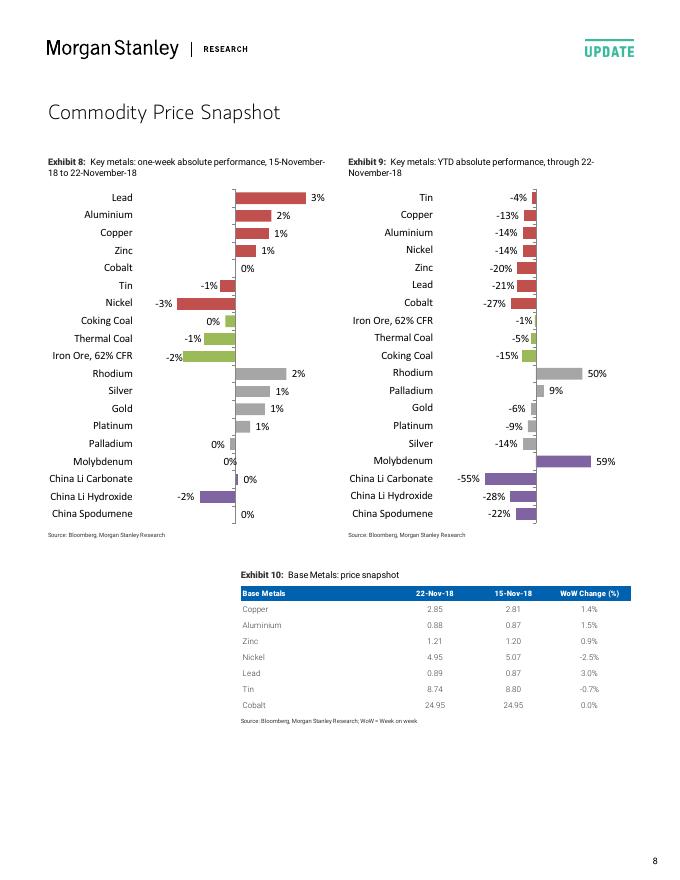 Morgan Stanley | RESEARCH
UPDATE
Commodity Price Snapshot
Exhibit 8: Key metals: one-week absolute performance, 15-November-
18 to 22-November-18
Lead 3%
Aluminium 2%
Copper 1%
Zinc 1%
Cobalt 0%
Tin -1%
Nickel -3%
Coking Coal 0%
Thermal Coal -1%
Iron Ore, 62% CFR -2%
Rhodium 2%
Silver 1%
Gold 1%
Platinum 1%
Palladium 0%
Molybdenum 0%
China Li Carbonate 0%
China Li Hydroxide -2%
China Spodumene 0%
Source: Bloomberg, Morgan Stanley Research
Exhibit 9: Key metals: YTD absolute performance, through 22-
November-18
Tin -4%
Copper -13%
Aluminium -14%
Nickel -14%
Zinc -20%
Lead -21%
Cobalt -27%
Iron Ore, 62% CFR -1%
Thermal Coal -5%
Coking Coal -15%
Rhodium 50%
Palladium 9%
Gold -6%
Platinum -9%
Silver -14%
Molybdenum 59%
China Li Carbonate -55%
China Li Hydroxide -28%
China Spodumene -22%
Source: Bloomberg, Morgan Stanley Research
Exhibit 10: Base Metals: price snapshot
Base Metals 22-Nov-18 15-Nov-18 WoW Change (%)
Copper 2.85 2.81 1.4%
Aluminium 0.88 0.87 1.5%
Zinc 1.21 1.20 0.9%
Nickel 4.95 5.07 -2.5%
Lead 0.89 0.87 3.0%
Tin 8.74 8.80 -0.7%
Cobalt 24.95 24.95 0.0%
Source: Bloomberg, Morgan Stanley Research; WoW = Week on week
8